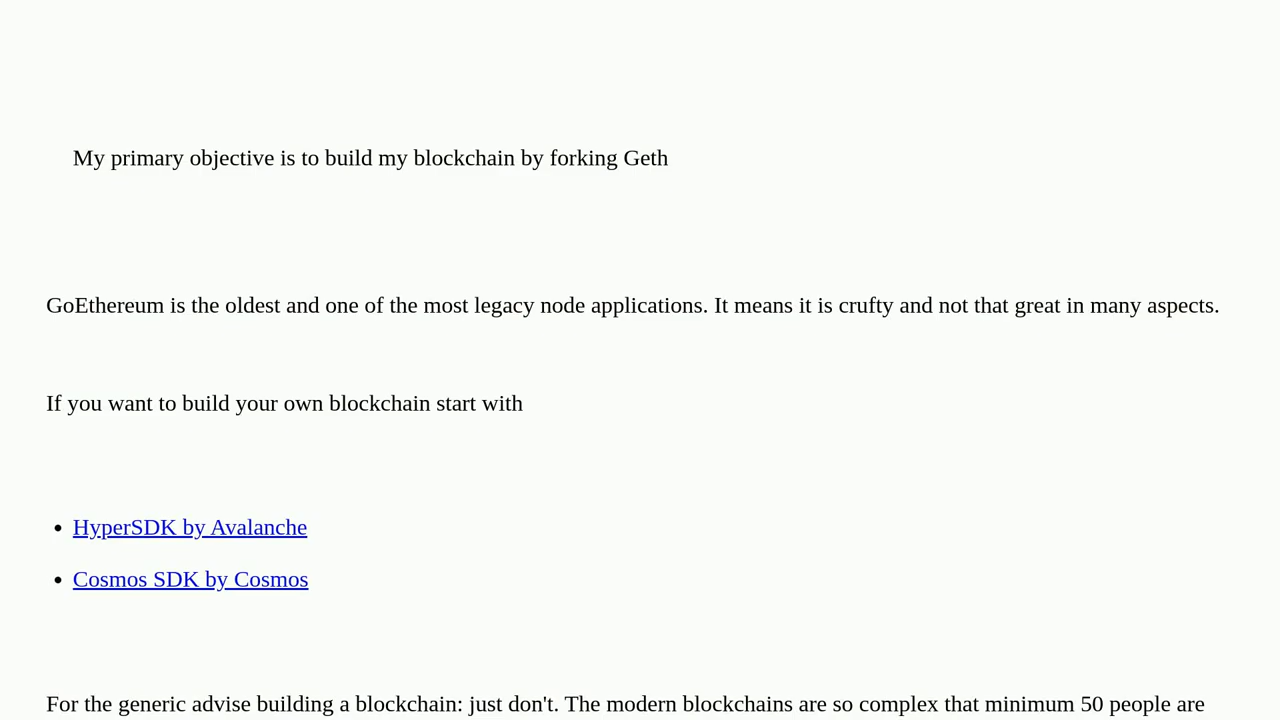 My primary objective is to build my blockchain by forking Geth
GoEthereum is the oldest and one of the most legacy node applications. It means it is crufty and not that great in many aspects.
If you want to build your own blockchain start with
• HyperSDK by Avalanche
• Cosmos SDK by Cosmos
For the generic advise building a blockchain: just don't. The modern blockchains are so complex that minimum 50 people are